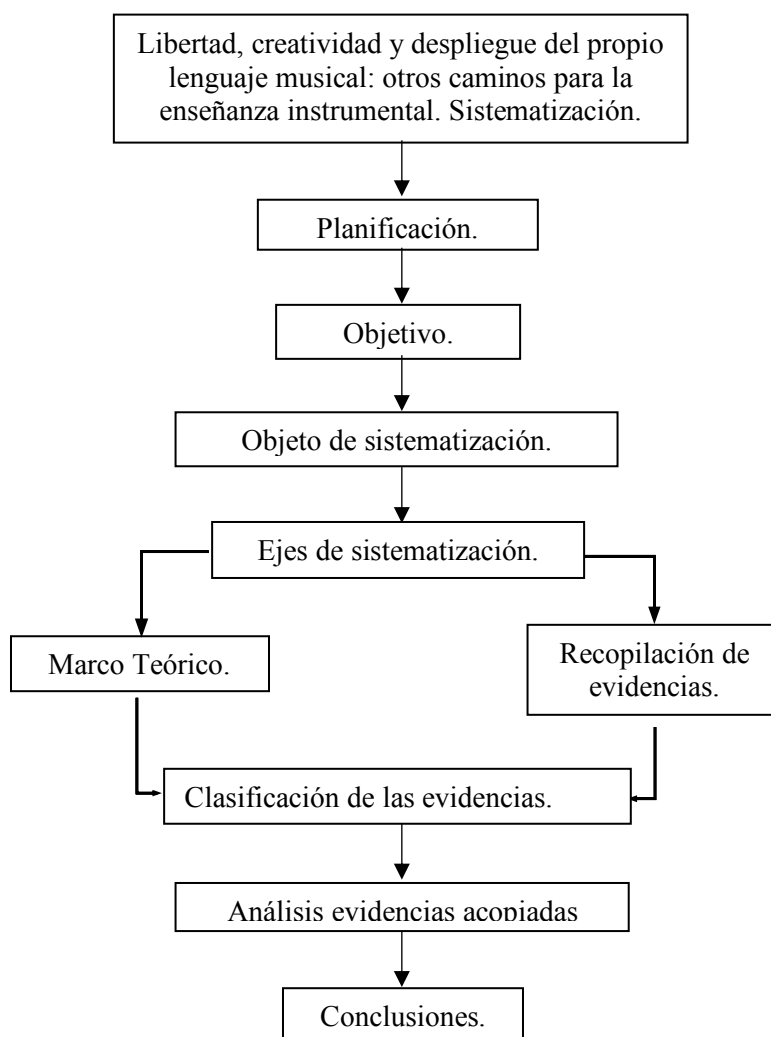 Libertad, creatividad y despliegue del propio
lenguaje musical: otros caminos para la
enseñanza instrumental. Sistematización.
Planificación.
Objetivo.
Objeto de sistematización.
Ejes de sistematización.
Marco Teórico.
Recopilación de
evidencias.
Clasificación de las evidencias.
Análisis evidencias acopiadas
Conclusiones.